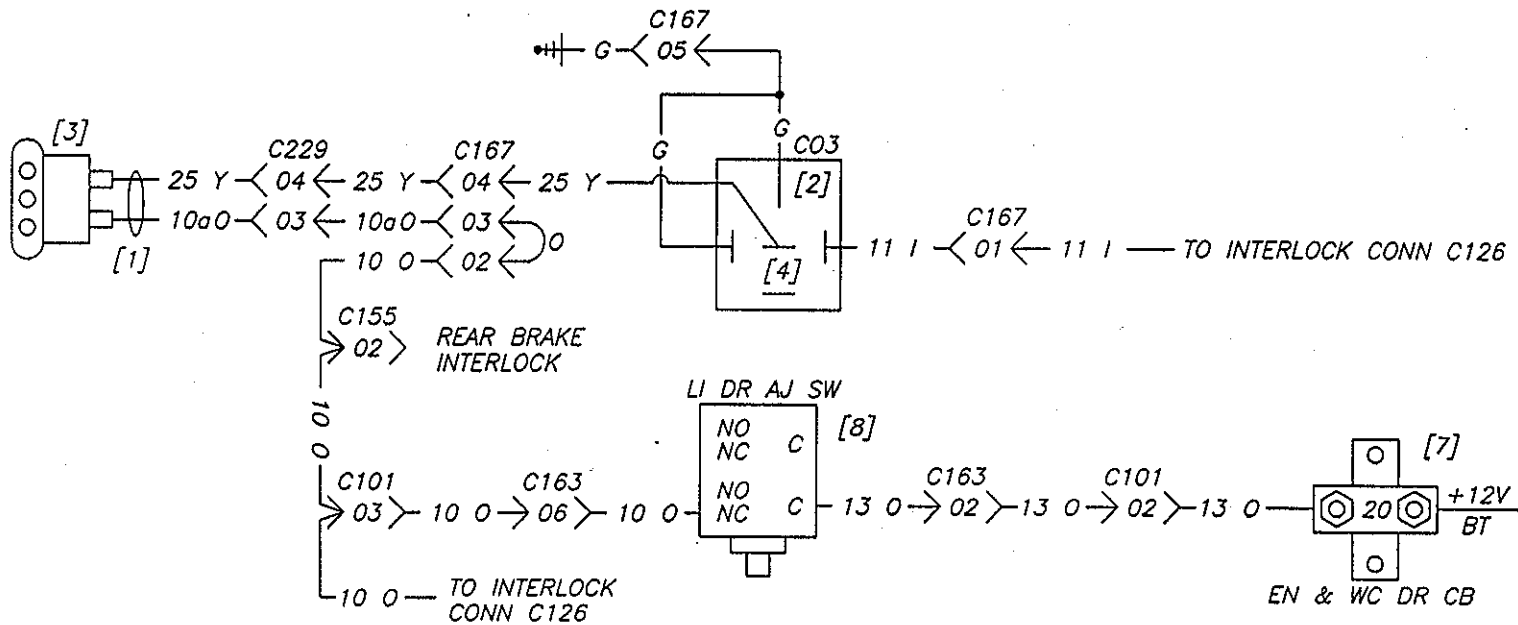 C167
G 05
[3]
C229 C167 G G CO3
25 Y 04 25 Y 04 25 Y [2]
10a O 03 10a O 03 C167
[1] 10 O 02 O [4] 11 I 01 11 I TO INTERLOCK CONN C126
C155
02 REAR BRAKE
INTERLOCK
LI DR AJ SW
10 O NO C [8] [7]
NC
C101 C163 NO C163 C101 +12V
03 10 O 06 10 O NC C 13 O 02 13 O 02 13 O 20 BT
10 O TO INTERLOCK
CONN C126
EN & WC DR CB